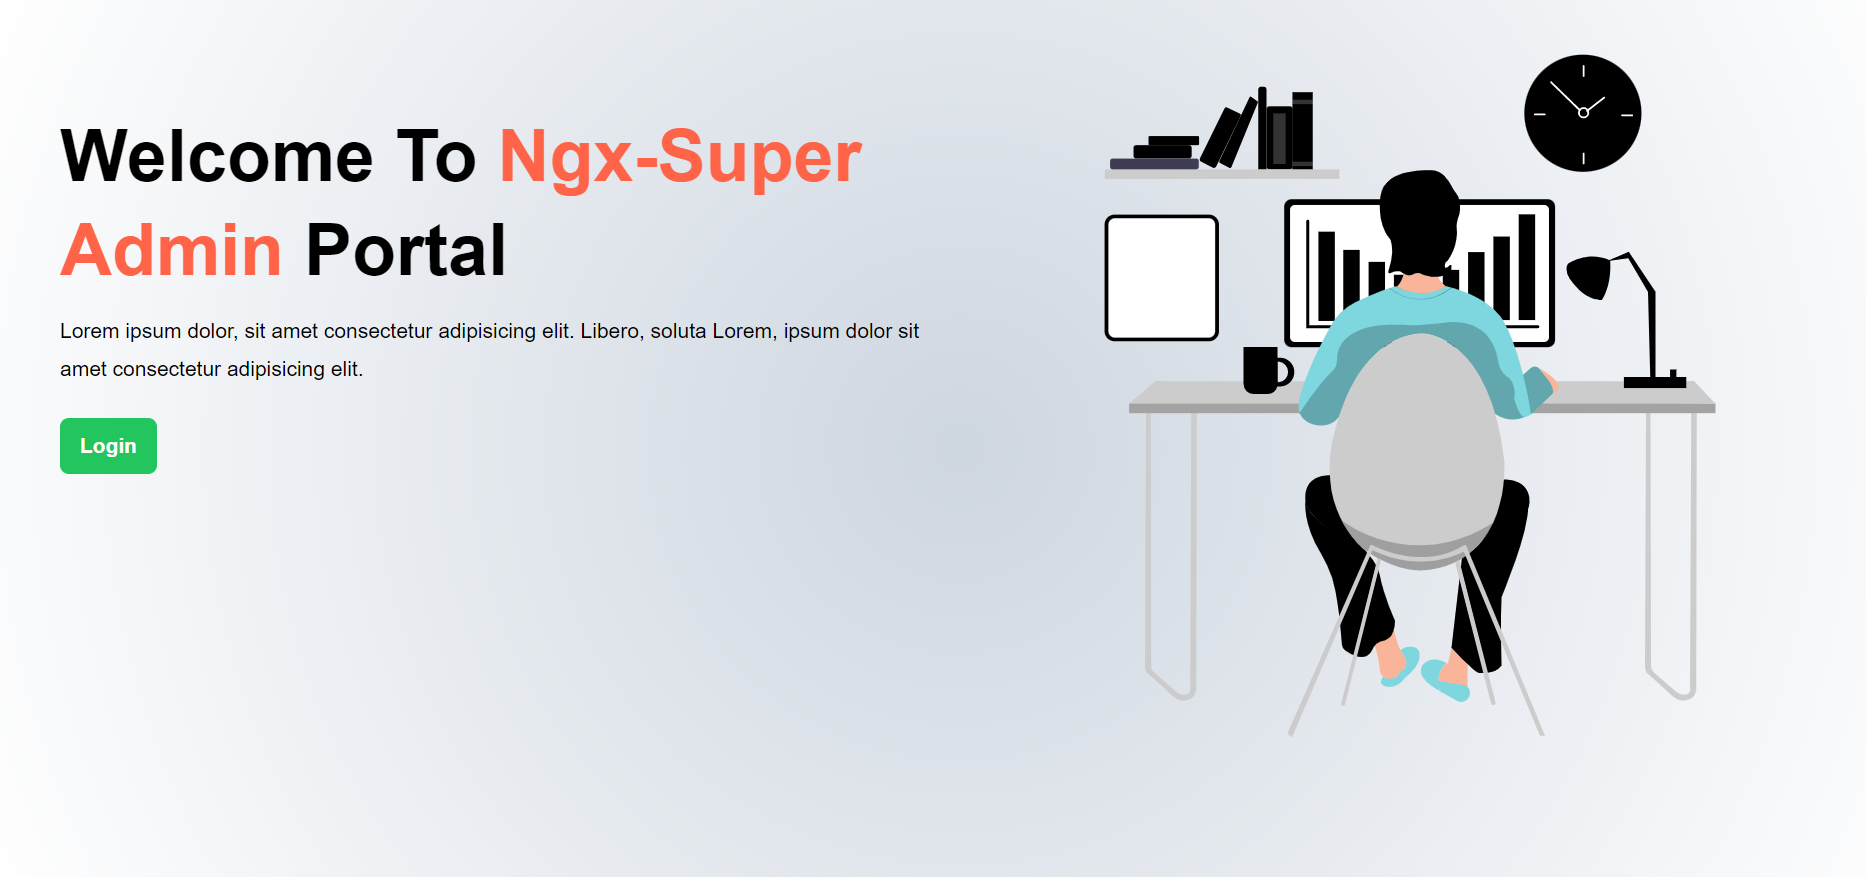 Welcome To Ngx-Super
Admin Portal
Lorem ipsum dolor, sit amet consectetur adipisicing elit. Libero, soluta Lorem, ipsum dolor sit
amet consectetur adipisicing elit.
Login